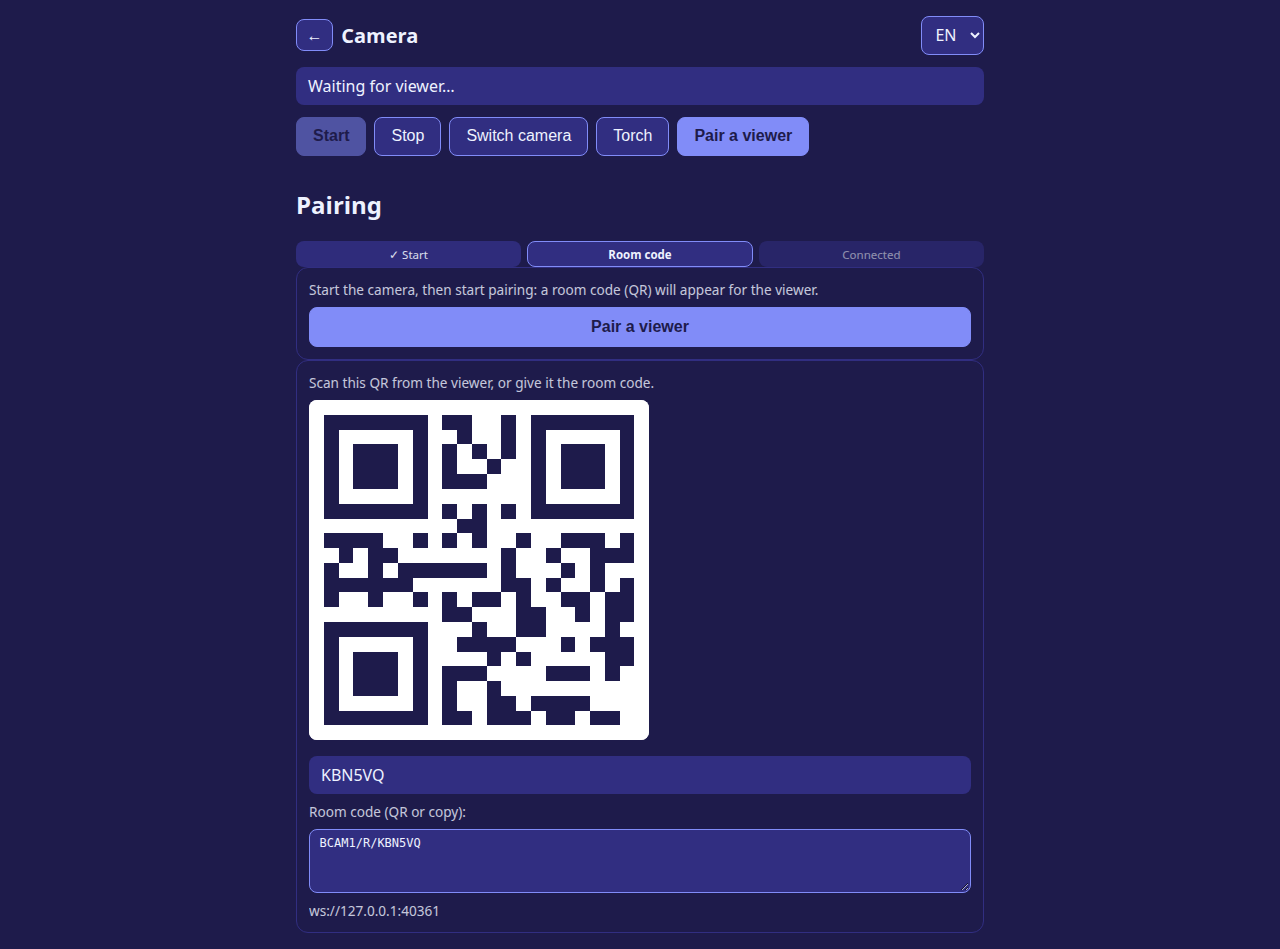 ← Camera EN
Waiting for viewer...
Start Stop Switch camera Torch Pair a viewer
Pairing
✓ Start Room code Connected
Start the camera, then start pairing: a room code (QR) will appear for the viewer.
Pair a viewer
Scan this QR from the viewer, or give it the room code.
KBN5VQ
Room code (QR or copy):
BCAM1/R/KBN5VQ
ws://127.0.0.1:40361